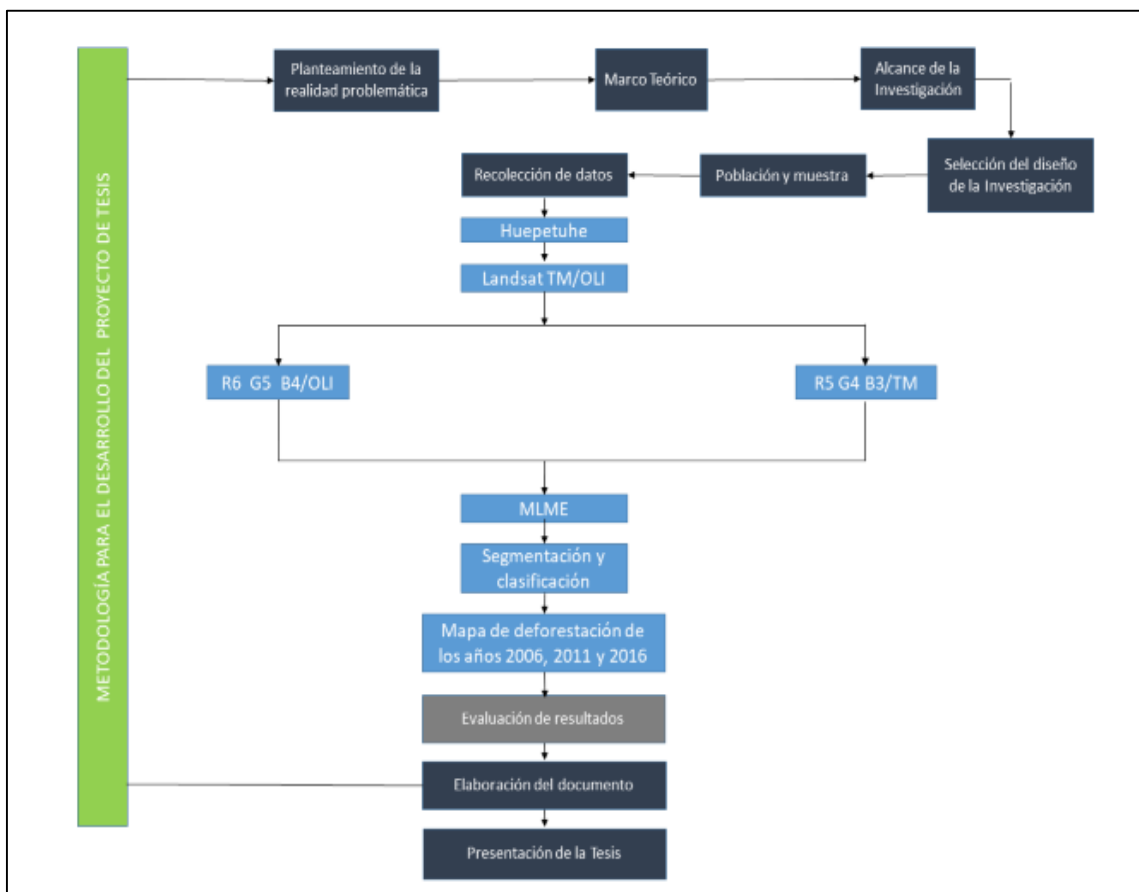 METODOLOGÍA PARA EL DESARROLLO DEL PROYECTO DE TESIS
Planteamiento de la
realidad problemática
Marco Teórico
Alcance de la
Investigación
Selección del diseño
de la Investigación
Población y muestra
Recolección de datos
Huepetuhe
Landsat TM/OLI
R6 G5 B4/OLI
R5 G4 B3/TM
MLME
Segmentación y
clasificación
Mapa de deforestación de
los años 2006, 2011 y 2016
Evaluación de resultados
Elaboración del documento
Presentación de la Tesis